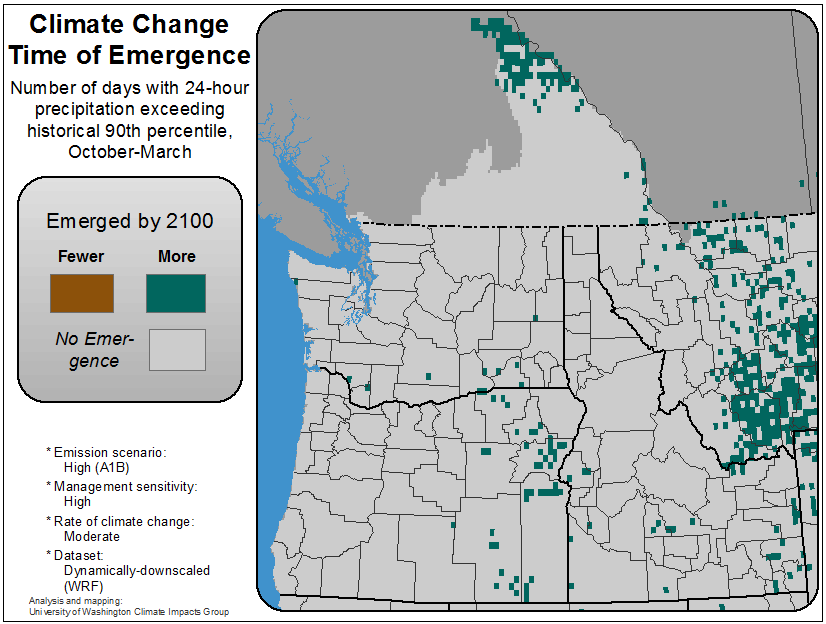 Climate Change
Time of Emergence
Number of days with 24-hour
precipitation exceeding
historical 90th percentile,
October-March
Emerged by 2100
Fewer More
No Emer-
gence
* Emission scenario:
High (A1B)
* Management sensitivity:
High
* Rate of climate change:
Moderate
* Dataset:
Dynamically-downscaled
(WRF)
Analysis and mapping:
University of Washington Climate Impacts Group